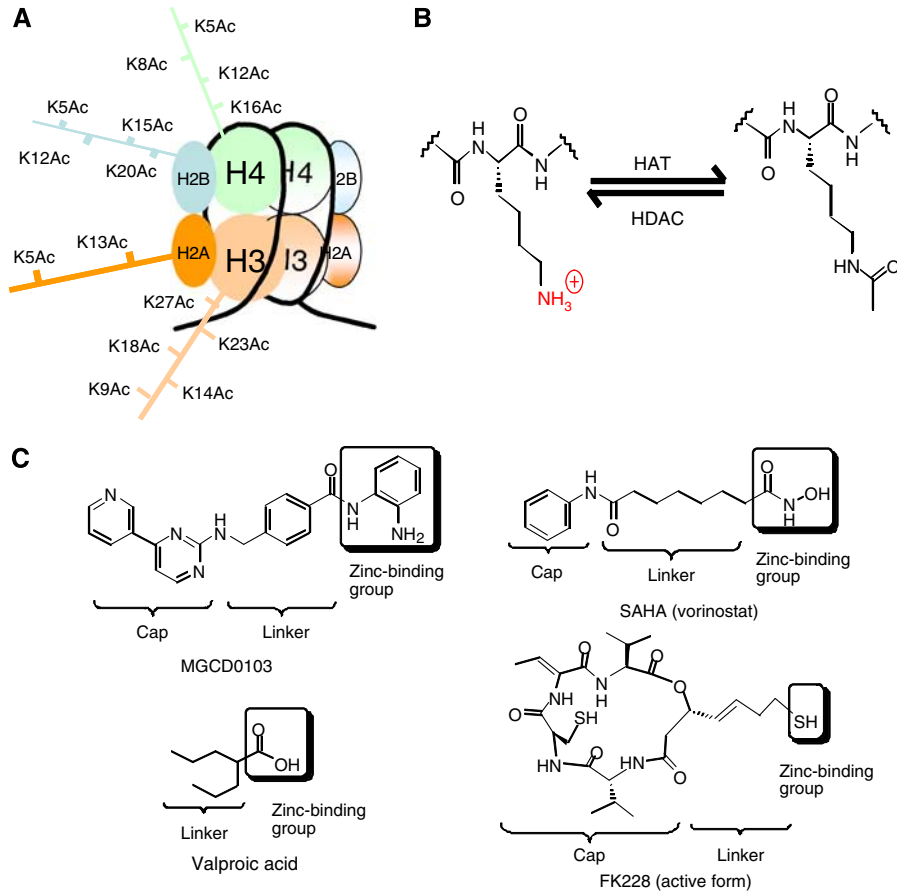 A
K5Ac
K8Ac
K12Ac
K16Ac
K5Ac
K15Ac
K12Ac
K20Ac
H2B
H4
H4
2B
K13Ac
K5Ac
H2A
H3
I3
H2A
K27Ac
K18Ac
K23Ac
K9Ac
K14Ac
B
O
H
N
N
H
O
HAT
HDAC
NH3
+
O
H
N
N
H
O
HN
O
C
N
N
N
H
N
O
N
H
NH2
Zinc-binding
group
Cap
Linker
MGCD0103
H
N
O
O
N
H
OH
Zinc-binding
group
Cap
Linker
SAHA (vorinostat)
O
OH
Zinc-binding
group
Linker
Valproic acid
O
N
H
O
O
NH
O
SH
HN
O
HN
O
SH
Zinc-binding
group
Cap
Linker
FK228 (active form)